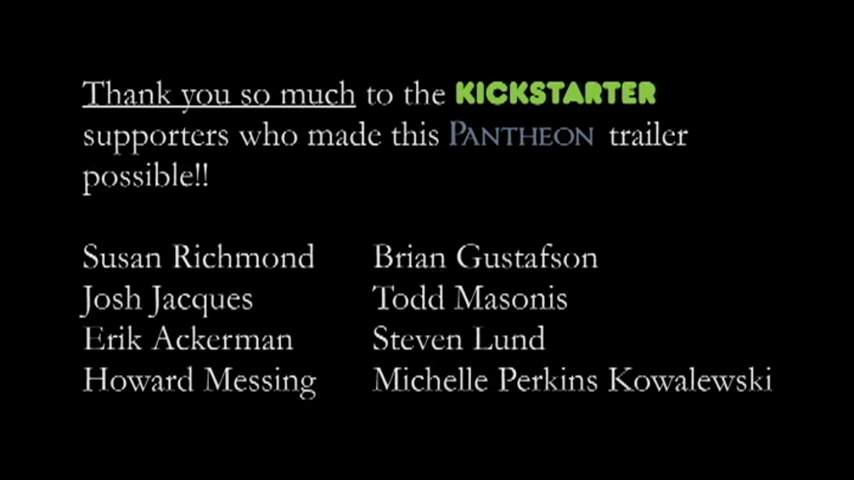 Thank you so much to the KICKSTARTER
supporters who made this PANTHEON trailer
possible!!
Susan Richmond
Josh Jacques
Erik Ackerman
Howard Messing
Brian Gustafson
Todd Masonis
Steven Lund
Michelle Perkins Kowalewski